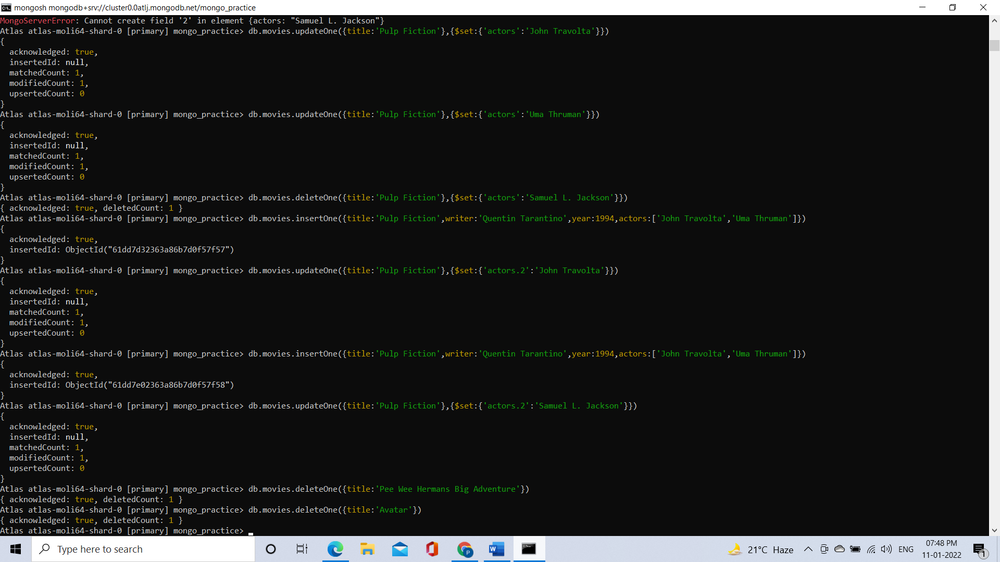 mongosh mongodb+srv://cluster0.0atlj.mongodb.net/mongo_practice
MongoServerError: Cannot create field '2' in element {actors: "Samuel L. Jackson"}
Atlas atlas-moli64-shard-0 [primary] mongo_practice> db.movies.updateOne({title:'Pulp Fiction'},{$set:{'actors':'John Travolta'}})
{
  acknowledged: true,
  insertedId: null,
  matchedCount: 1,
  modifiedCount: 1,
  upsertedCount: 0
}
Atlas atlas-moli64-shard-0 [primary] mongo_practice> db.movies.updateOne({title:'Pulp Fiction'},{$set:{'actors':'Uma Thruman'}})
{
  acknowledged: true,
  insertedId: null,
  matchedCount: 1,
  modifiedCount: 1,
  upsertedCount: 0
}
Atlas atlas-moli64-shard-0 [primary] mongo_practice> db.movies.deleteOne({title:'Pulp Fiction'},{$set:{'actors':'Samuel L. Jackson'}})
{ acknowledged: true, deletedCount: 1 }
Atlas atlas-moli64-shard-0 [primary] mongo_practice> db.movies.insertOne({title:'Pulp Fiction',writer:'Quentin Tarantino',year:1994,actors:['John Travolta','Uma Thruman']})
{
  acknowledged: true,
  insertedId: ObjectId("61dd7d32363a86b7d0f57f57")
}
Atlas atlas-moli64-shard-0 [primary] mongo_practice> db.movies.updateOne({title:'Pulp Fiction'},{$set:{'actors.2':'John Travolta'}})
{
  acknowledged: true,
  insertedId: null,
  matchedCount: 1,
  modifiedCount: 1,
  upsertedCount: 0
}
Atlas atlas-moli64-shard-0 [primary] mongo_practice> db.movies.insertOne({title:'Pulp Fiction',writer:'Quentin Tarantino',year:1994,actors:['John Travolta','Uma Thruman']})
{
  acknowledged: true,
  insertedId: ObjectId("61dd7e02363a86b7d0f57f58")
}
Atlas atlas-moli64-shard-0 [primary] mongo_practice> db.movies.updateOne({title:'Pulp Fiction'},{$set:{'actors.2':'Samuel L. Jackson'}})
{
  acknowledged: true,
  insertedId: null,
  matchedCount: 1,
  modifiedCount: 1,
  upsertedCount: 0
}
Atlas atlas-moli64-shard-0 [primary] mongo_practice> db.movies.deleteOne({title:'Pee Wee Hermans Big Adventure'})
{ acknowledged: true, deletedCount: 1 }
Atlas atlas-moli64-shard-0 [primary] mongo_practice> db.movies.deleteOne({title:'Avatar'})
{ acknowledged: true, deletedCount: 1 }
Atlas atlas-moli64-shard-0 [primary] mongo_practice>
Type here to search
21°C Haze
ENG
07:48 PM
11-01-2022
1